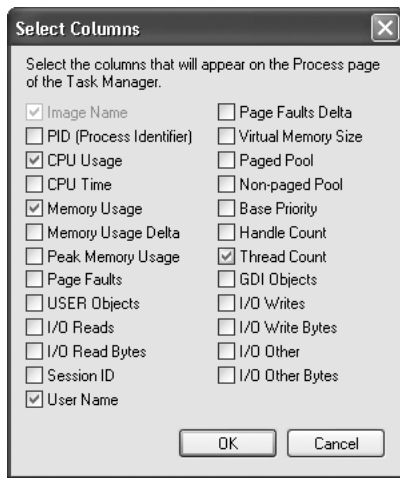 Select Columns
Select the columns that will appear on the Process page
of the Task Manager.
Image Name
PID (Process Identifier)
CPU Usage
CPU Time
Memory Usage
Memory Usage Delta
Peak Memory Usage
Page Faults
USER Objects
I/O Reads
I/O Read Bytes
Session ID
User Name
Page Faults Delta
Virtual Memory Size
Paged Pool
Non-paged Pool
Base Priority
Handle Count
Thread Count
GDI Objects
I/O Writes
I/O Write Bytes
I/O Other
I/O Other Bytes
OK
Cancel